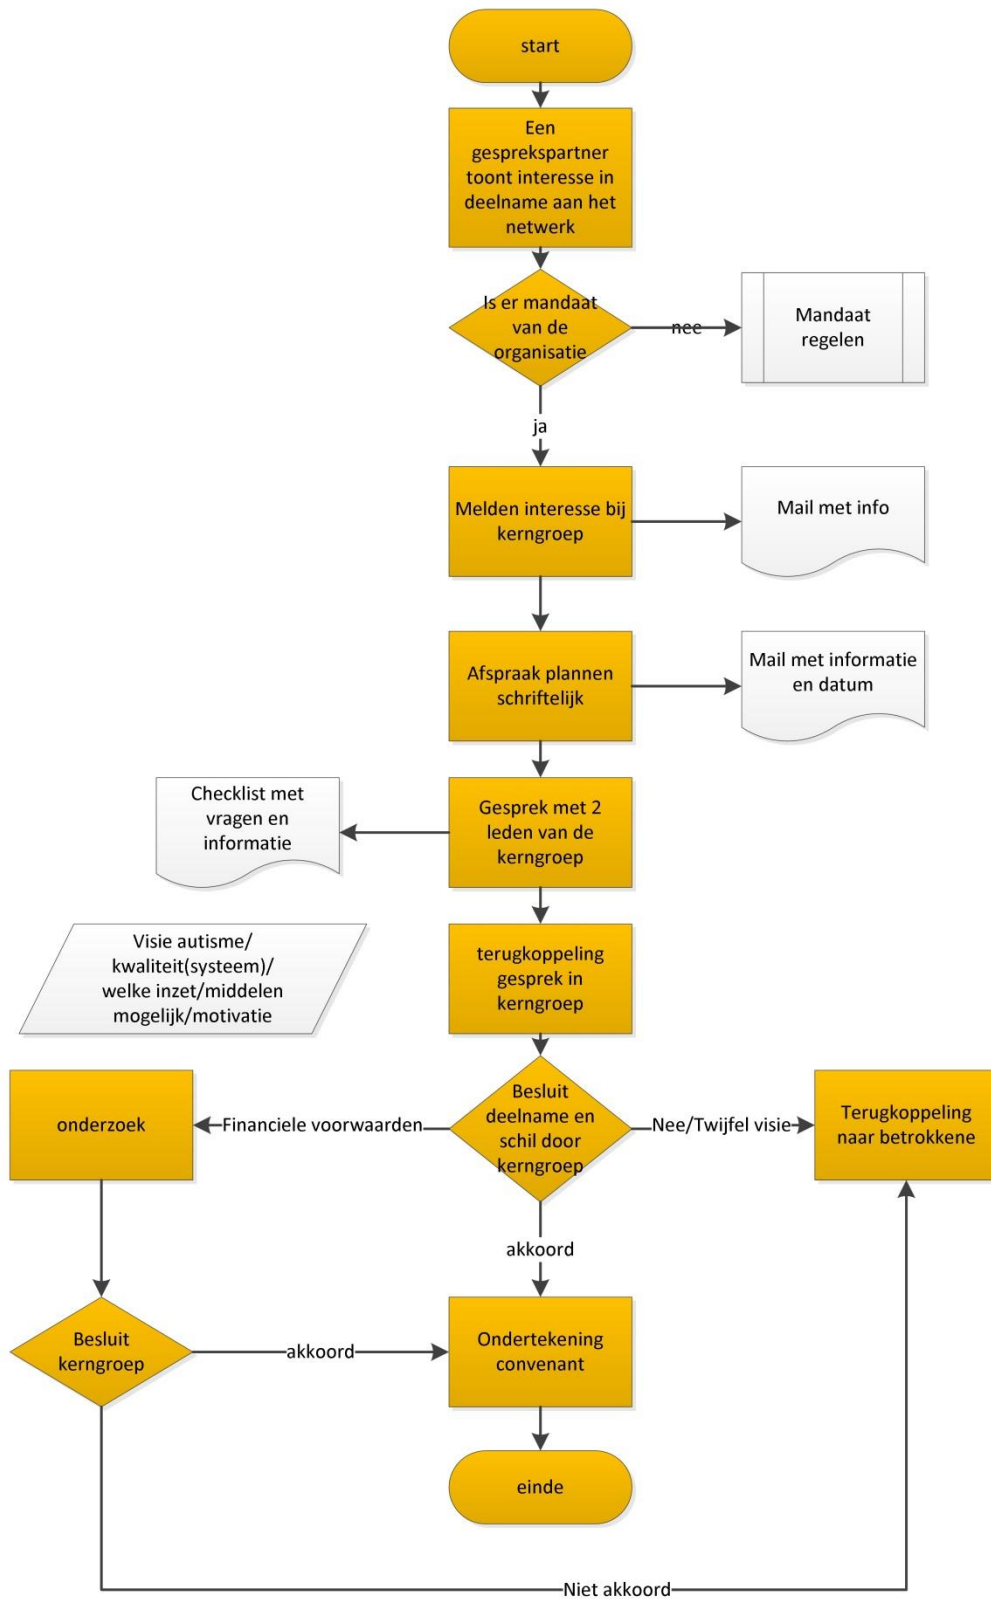 start
Een
gesprekspartner
toont interesse in
deelname aan het
netwerk
Is er mandaat
van de
organisatie
nee
Mandaat
regelen
ja
Melden interesse bij
kerngroep
Mail met info
Afspraak plannen
schriftelijk
Mail met informatie
en datum
Checklist met
vragen en
informatie
Gesprek met 2
leden van de
kerngroep
Visie autisme/
kwaliteit(systeem)/
welke inzet/middelen
mogelijk/motivatie
terugkoppeling
gesprek in
kerngroep
onderzoek
Financiele voorwaarden
Besluit
deelname en
schil door
kerngroep
Nee/Twijfel visie
Terugkoppeling
naar betrokkene
akkoord
Besluit
kerngroep
akkoord
Ondertekening
convenant
einde
Niet akkoord